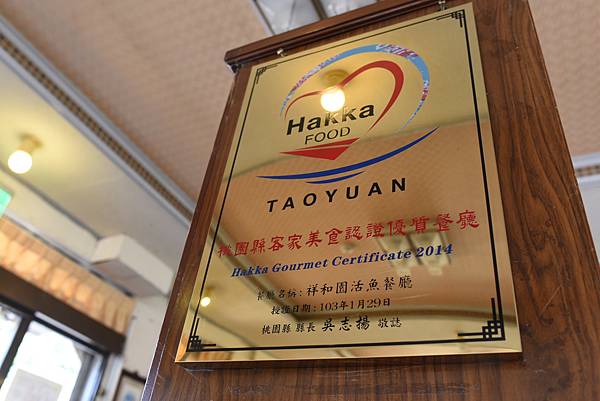 Hakka
FOOD
TAOYUAN
桃園縣客家美食認證優質餐廳
Hakka Gourmet Certificate 2014
餐廳名稱：祥和園活魚餐廳
授證日期：103年1月29日
桃園縣 縣長 吳志揚 敬誌